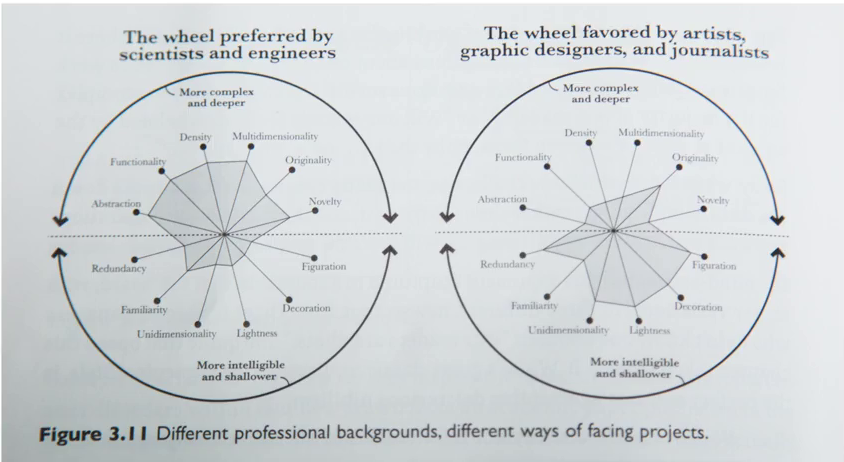 The wheel preferred by
scientists and engineers
More complex
and deeper
Density
Multidimensionality
Functionality
Originality
Abstraction
Novelty
Redundancy
Figuration
Familiarity
Decoration
Unidimensionality
Lightness
More intelligible
and shallower
The wheel favored by artists,
graphic designers, and journalists
More complex
and deeper
Density
Multidimensionality
Functionality
Originality
Abstraction
Novelty
Redundancy
Figuration
Familiarity
Decoration
Unidimensionality
Lightness
More intelligible
and shallower
Figure 3.11 Different professional backgrounds, different ways of facing projects.